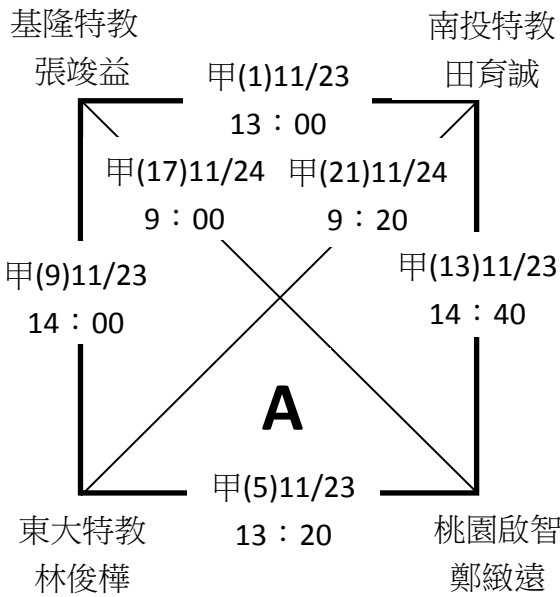 基隆特教
張竣益
南投特教
田育誠
甲(1)11/23
13：00
甲(17)11/24
9：00
甲(21)11/24
9：20
甲(9)11/23
14：00
甲(13)11/23
14：40
A
甲(5)11/23
13：20
東大特教
林俊樺
桃園啟智
鄭緻遠